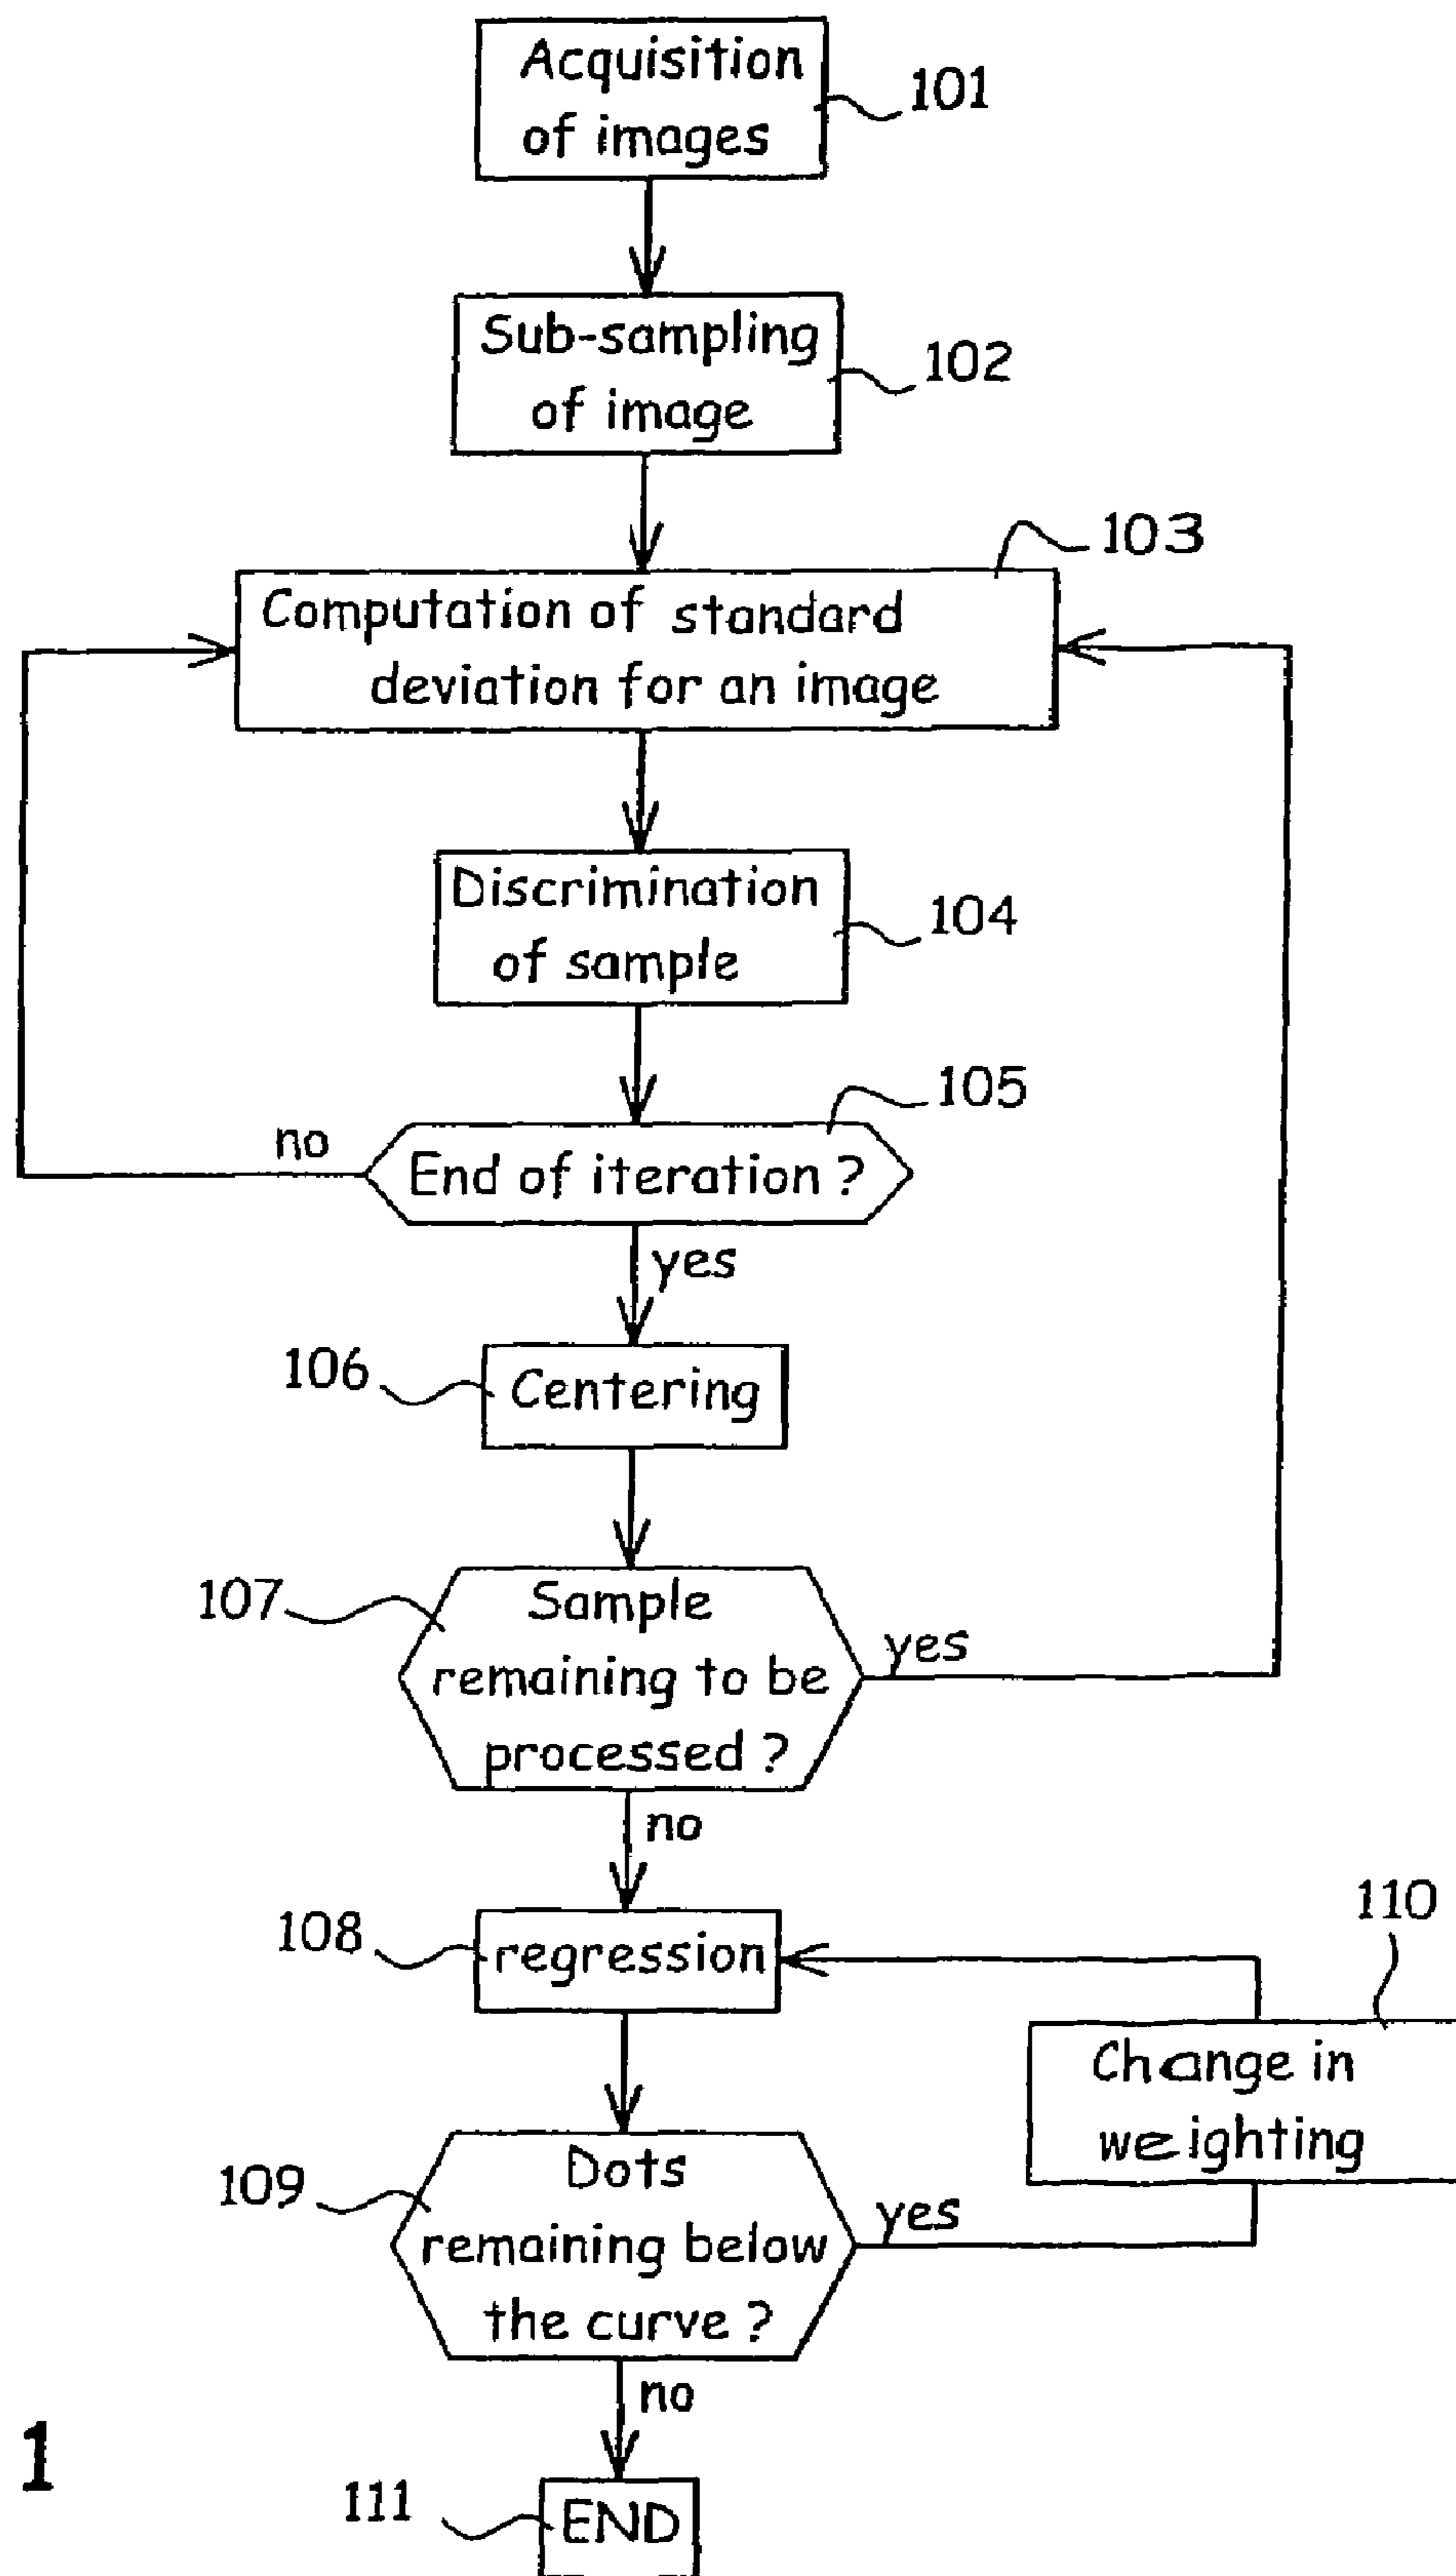 Acquisition
of images
101
Sub-sampling
of image
102
103
Computation of standard
deviation for an image
Discrimination
of sample
104
105
no
End of iteration ?
yes
106
Centering
107
Sample
remaining to be
processed ?
yes
no
108
regression
110
Change in
weighting
109
Dots
remaining below
the curve ?
yes
no
1
111
END